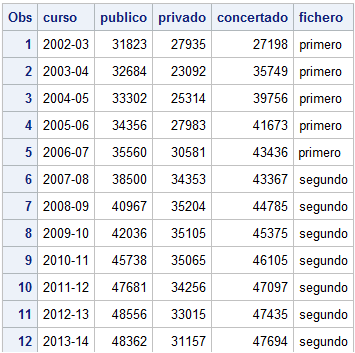 Obs curso publico privado concertado fichero
1 2002-03 31823 27935 27198 primero
2 2003-04 32684 23092 35749 primero
3 2004-05 33302 25314 39756 primero
4 2005-06 34356 27983 41673 primero
5 2006-07 35560 30581 43436 primero
6 2007-08 38500 34353 43367 segundo
7 2008-09 40967 35204 44785 segundo
8 2009-10 42036 35105 45375 segundo
9 2010-11 45738 35065 46105 segundo
10 2011-12 47681 34256 47097 segundo
11 2012-13 48556 33015 47435 segundo
12 2013-14 48362 31157 47694 segundo